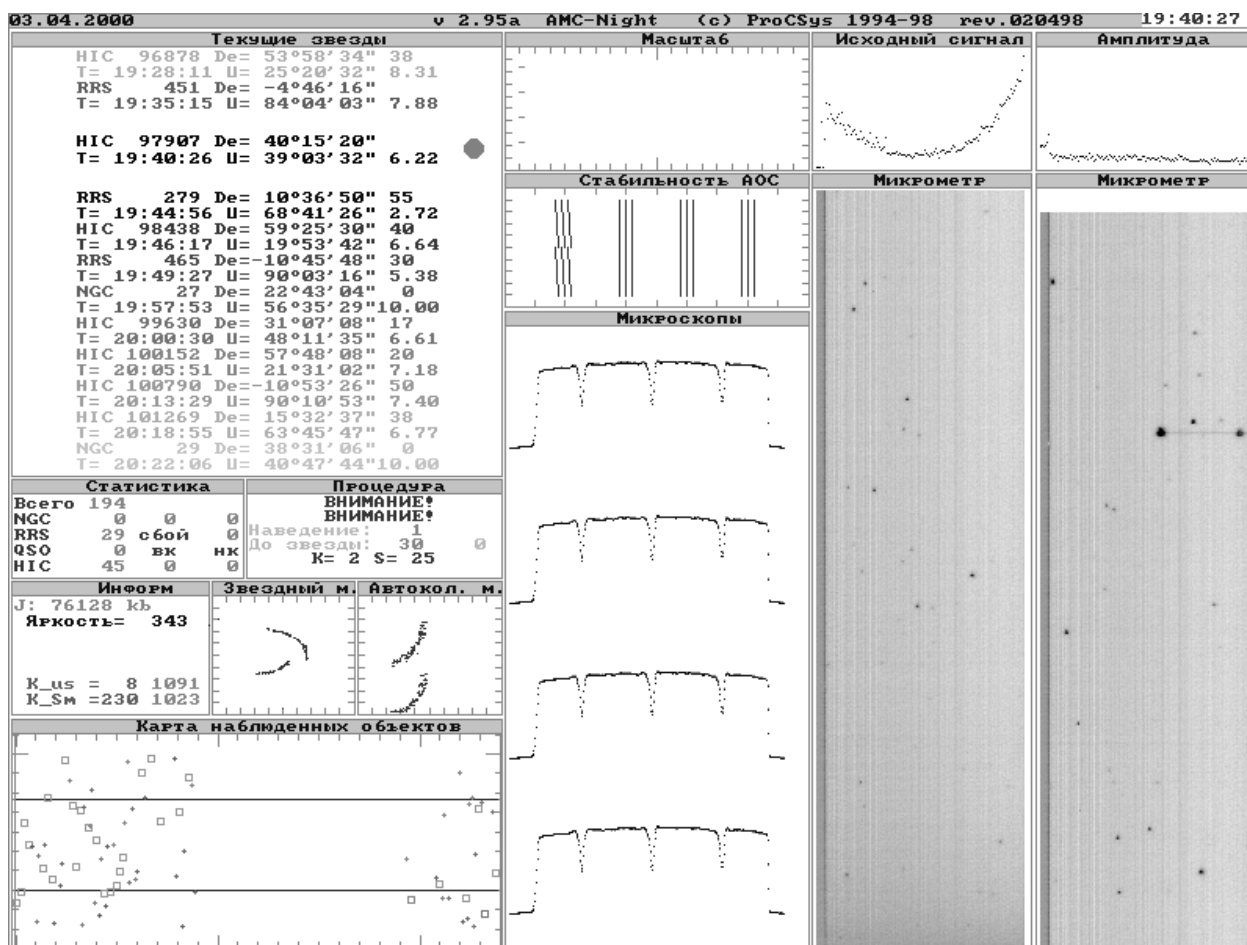 03.04.2000 v 2.95a AMC-Night (c) ProCSys 1994-98 rev.020498 19:40:27
Текущие звезды
HIC 96878 De= 53°58'34" 38
T= 19:28:11 U= 25°20'32" 8.31
RRS 451 De= -4°46'16"
T= 19:35:15 U= 84°04'03" 7.88
HIC 97907 De= 40°15'20"
T= 19:40:26 U= 39°03'32" 6.22
RRS 279 De= 10°36'50" 55
T= 19:44:56 U= 68°41'26" 2.72
HIC 98438 De= 59°25'30" 40
T= 19:46:17 U= 19°53'42" 6.64
RRS 465 De=-10°45'48" 30
T= 19:49:27 U= 90°03'16" 5.38
NGC 27 De= 22°43'04" 0
T= 19:57:53 U= 56°35'29"10.00
HIC 99630 De= 31°07'08" 17
T= 20:00:30 U= 48°11'35" 6.61
HIC 100152 De= 57°48'08" 20
T= 20:05:51 U= 21°31'02" 7.18
HIC 100790 De=-10°53'26" 50
T= 20:13:29 U= 90°10'53" 7.40
HIC 101269 De= 15°32'37" 38
T= 20:18:55 U= 63°45'47" 6.77
NGC 29 De= 38°31'06" 0
T= 20:22:06 U= 40°47'44"10.00
Статистика
Всего 194
NGC 0 0 0
RRS 29 сбой 0
QSO 0 вк нк
HIC 45 0 0
Процедура
ВНИМАНИЕ!
ВНИМАНИЕ!
Наведение: 1
До звезды: 30 0
K= 2 S= 25
Информ
J: 76128 kb
Яркость= 343
K_us = 8 1091
K_Sм =230 1023
Звездный м.
Автокол. м.
Карта наблюденных объектов
Масштаб
Стабильность АОС
Микроскопы
Исходный сигнал
Амплитуда
Микрометр
Микрометр